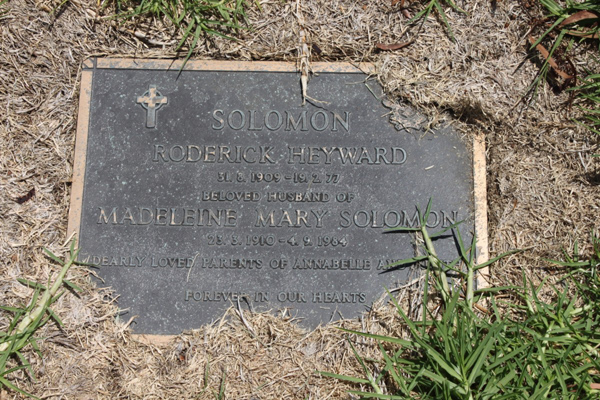 SOLOMON
RODERICK HEYWARD
31. 8. 1909 - 19. 2. 77
BELOVED HUSBAND OF
MADELEINE MARY SOLOMON
23. 3. 1910 - 4. 9. 1984
DEARLY LOVED PARENTS OF ANNABELLE
FOREVER IN OUR HEARTS